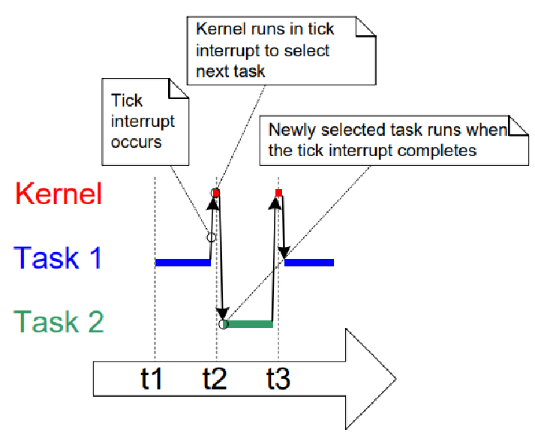 Kernel runs in tick
interrupt to select
next task
Tick
interrupt
occurs
Newly selected task runs when
the tick interrupt completes
Kernel
Task 1
Task 2
t1 t2 t3